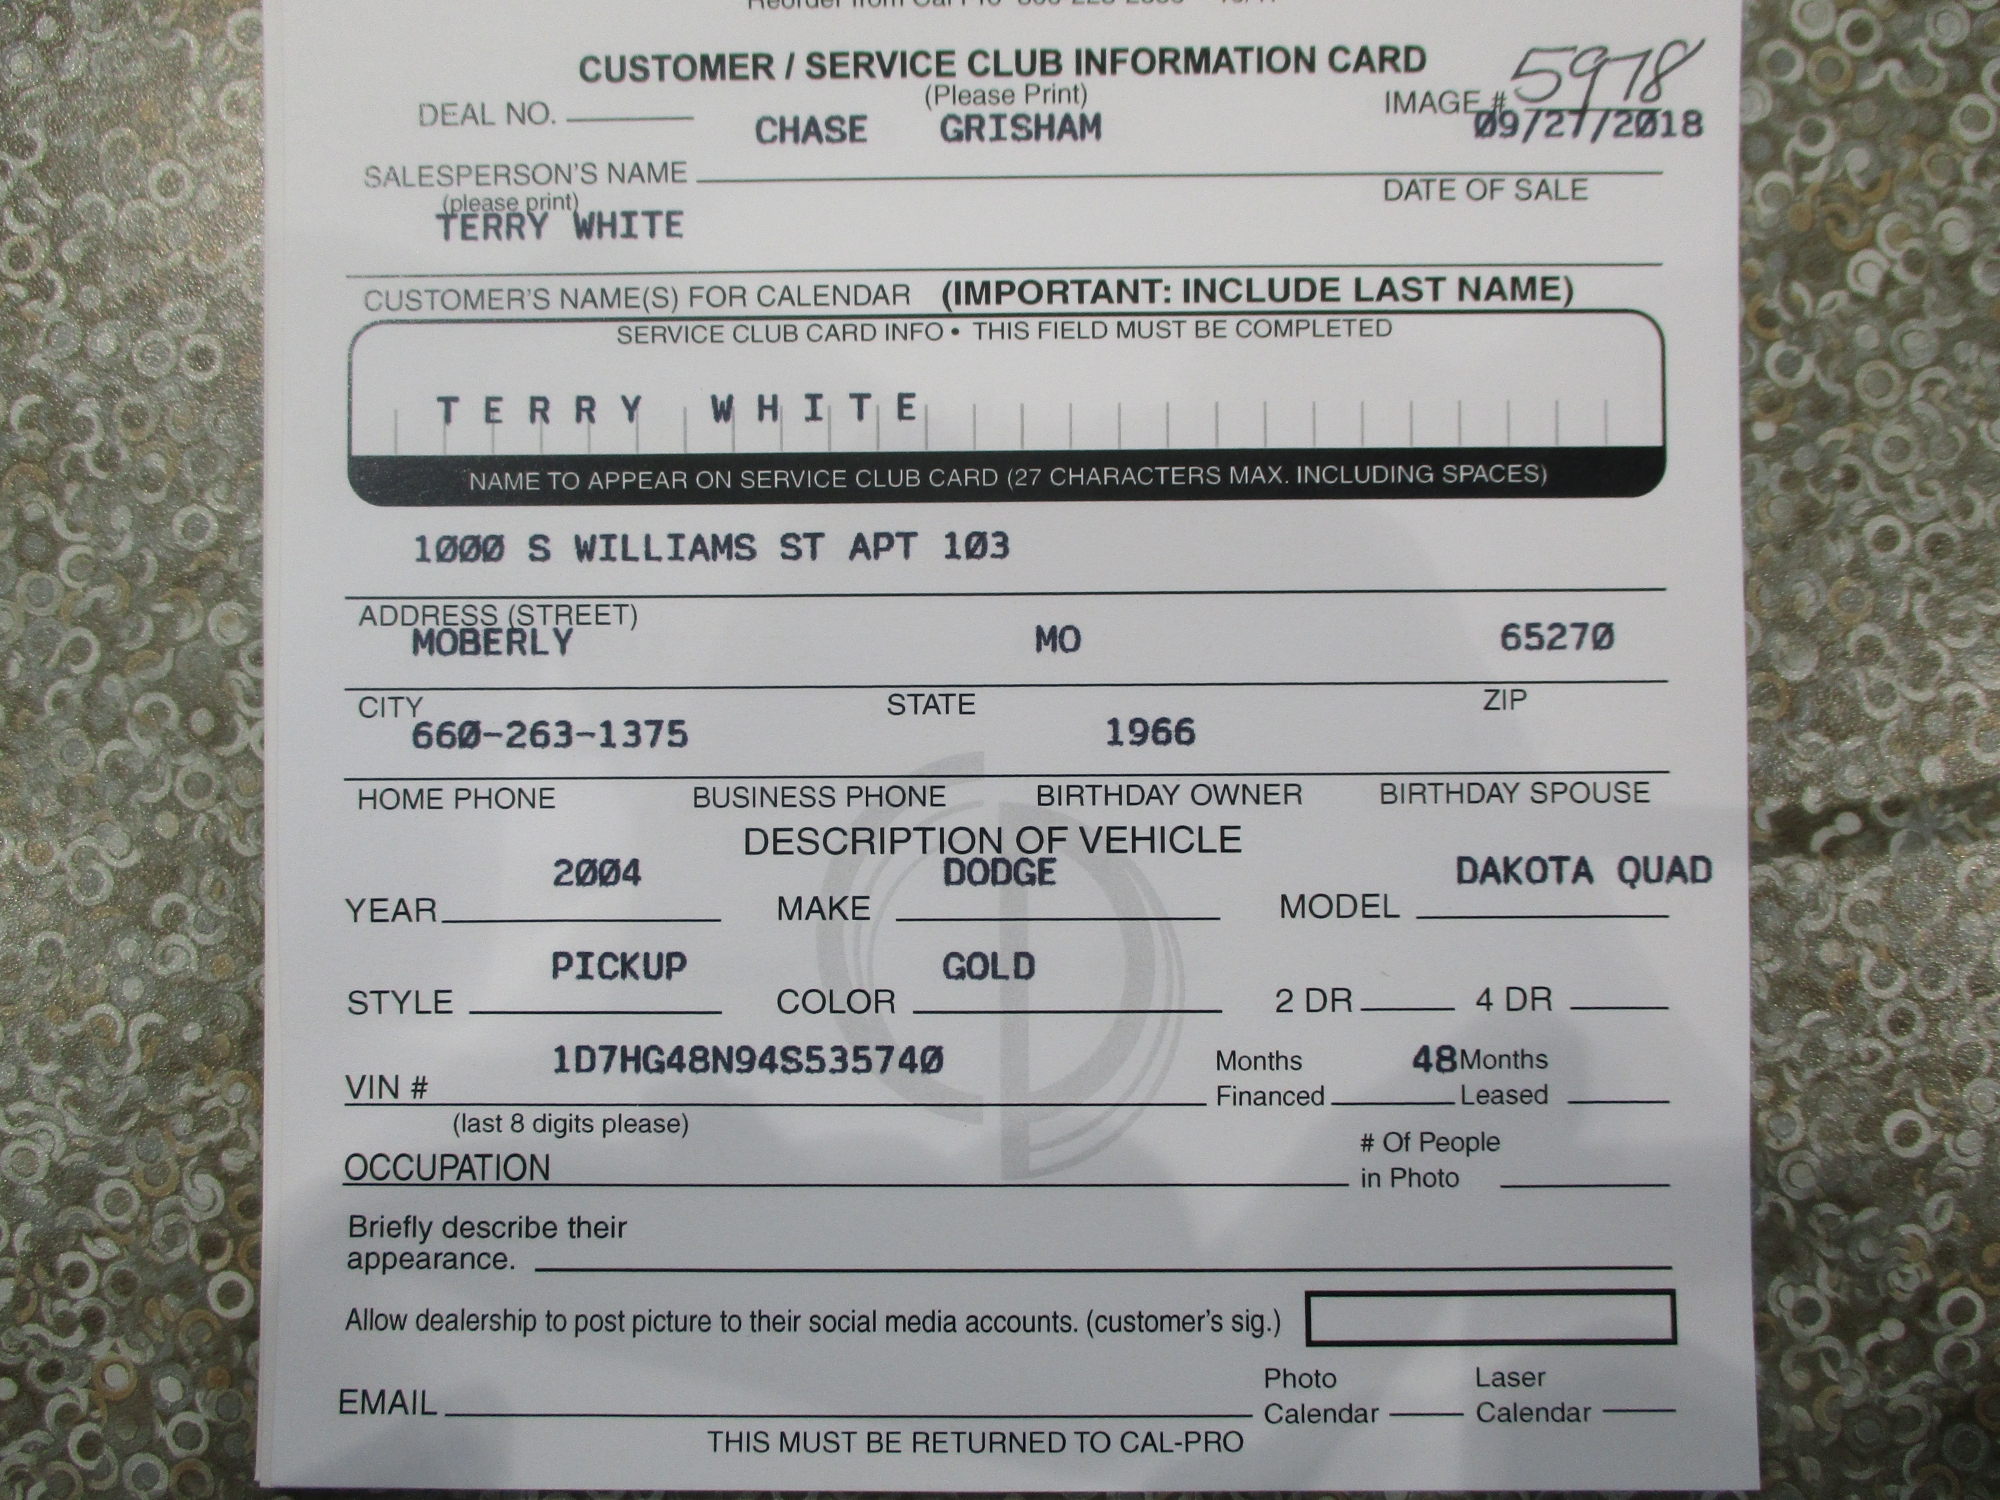 CUSTOMER / SERVICE CLUB INFORMATION CARD
(Please Print)
DEAL NO. IMAGE # 5978
CHASE GRISHAM 09/27/2018
SALESPERSON'S NAME DATE OF SALE
(please print)
TERRY WHITE
CUSTOMER'S NAME(S) FOR CALENDAR (IMPORTANT: INCLUDE LAST NAME)
SERVICE CLUB CARD INFO • THIS FIELD MUST BE COMPLETED
TERRY WHITE
NAME TO APPEAR ON SERVICE CLUB CARD (27 CHARACTERS MAX. INCLUDING SPACES)
1000 S WILLIAMS ST APT 103
ADDRESS (STREET)
MOBERLY MO 65270
CITY STATE ZIP
660-263-1375 1966
HOME PHONE BUSINESS PHONE BIRTHDAY OWNER BIRTHDAY SPOUSE
DESCRIPTION OF VEHICLE
2004 DODGE DAKOTA QUAD
YEAR MAKE MODEL
PICKUP GOLD
STYLE COLOR 2 DR 4 DR
1D7HG48N94S535740 Months 48 Months
VIN # Financed Leased
(last 8 digits please)
# Of People
OCCUPATION in Photo
Briefly describe their
appearance.
Allow dealership to post picture to their social media accounts. (customer's sig.)
Photo Laser
EMAIL Calendar Calendar
THIS MUST BE RETURNED TO CAL-PRO